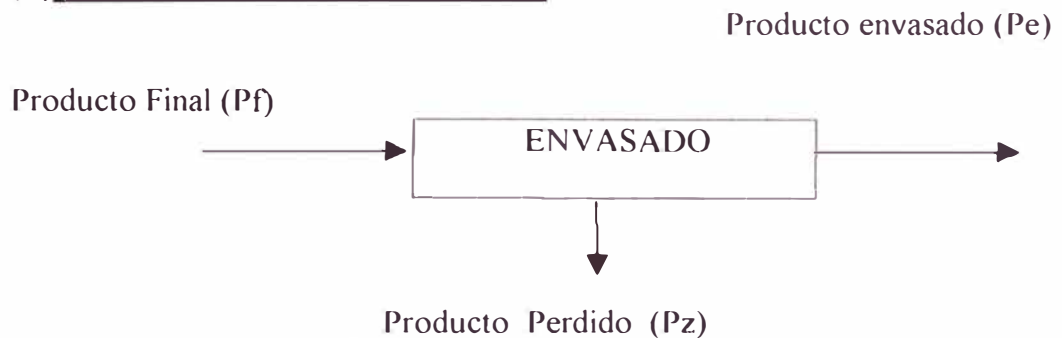 Producto envasado (Pe)
Producto Final (Pf)
ENVASADO
Producto Perdido (Pz)